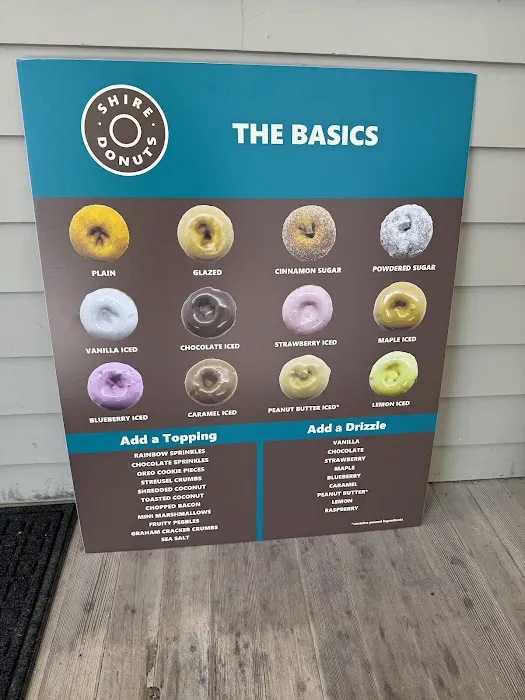 SHIRE
DONUTS
THE BASICS
PLAIN
GLAZED
CINNAMON SUGAR
POWDERED SUGAR
VANILLA ICED
CHOCOLATE ICED
STRAWBERRY ICED
MAPLE ICED
BLUEBERRY ICED
CARAMEL ICED
PEANUT BUTTER ICED*
LEMON ICED
Add a Topping
RAINBOW SPRINKLES
CHOCOLATE SPRINKLES
OREO COOKIE PIECES
STREUSEL CRUMBS
SHREDDED COCONUT
TOASTED COCONUT
CHOPPED BACON
MINI MARSHMALLOWS
FRUITY PEBBLES
GRAHAM CRACKER CRUMBS
SEA SALT
Add a Drizzle
VANILLA
CHOCOLATE
STRAWBERRY
MAPLE
BLUEBERRY
CARAMEL
PEANUT BUTTER*
LEMON
RASPBERRY
*contains peanut ingredients